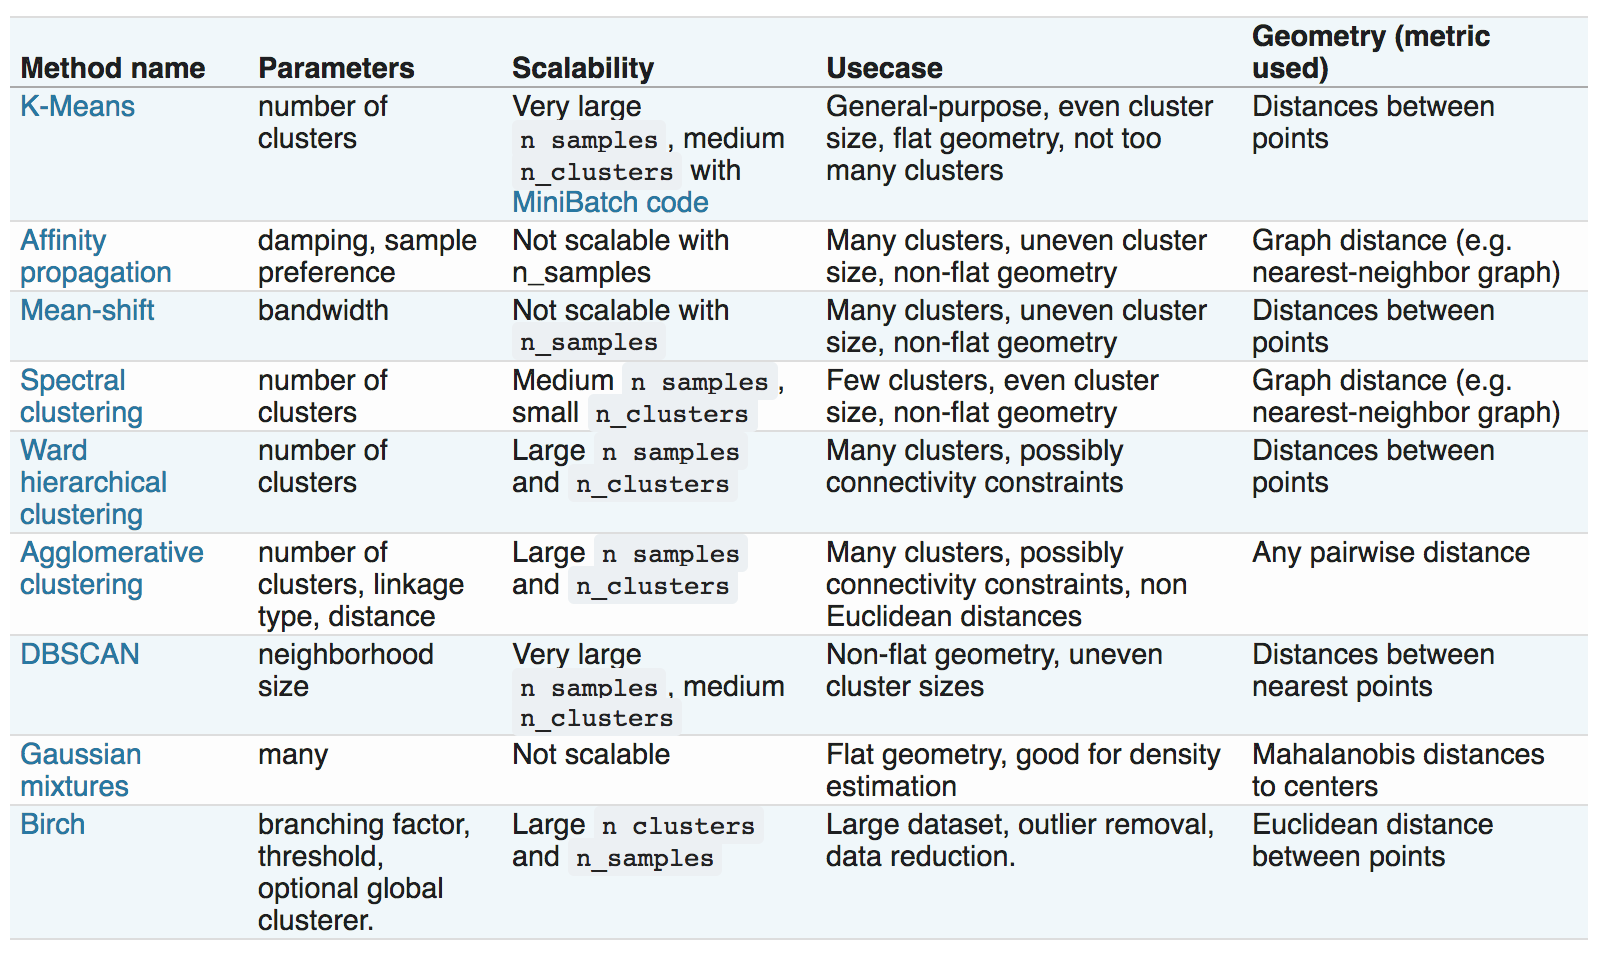 Method name Parameters Scalability Usecase Geometry (metric used)
K-Means
number of
clusters
Very large
n_samples, medium
n_clusters with
MiniBatch code
General-purpose, even cluster
size, flat geometry, not too
many clusters
Distances between
points
Affinity
propagation
damping, sample
preference
Not scalable with
n_samples
Many clusters, uneven cluster
size, non-flat geometry
Graph distance (e.g.
nearest-neighbor graph)
Mean-shift
bandwidth
Not scalable with
n_samples
Many clusters, uneven cluster
size, non-flat geometry
Distances between
points
Spectral
clustering
number of
clusters
Medium n_samples,
small n_clusters
Few clusters, even cluster
size, non-flat geometry
Graph distance (e.g.
nearest-neighbor graph)
Ward
hierarchical
clustering
number of
clusters
Large n_samples
and n_clusters
Many clusters, possibly
connectivity constraints
Distances between
points
Agglomerative
clustering
number of
clusters, linkage
type, distance
Large n_samples
and n_clusters
Many clusters, possibly
connectivity constraints, non
Euclidean distances
Any pairwise distance
DBSCAN
neighborhood
size
Very large
n_samples, medium
n_clusters
Non-flat geometry, uneven
cluster sizes
Distances between
nearest points
Gaussian
mixtures
many
Not scalable
Flat geometry, good for density
estimation
Mahalanobis distances
to centers
Birch
branching factor,
threshold,
optional global
clusterer.
Large n_clusters
and n_samples
Large dataset, outlier removal,
data reduction.
Euclidean distance
between points